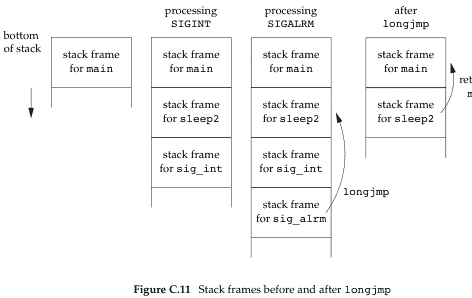 processing
SIGINT
processing
SIGALRM
after
longjmp
bottom
of stack
stack frame
for main
stack frame
for main
stack frame
for main
stack frame
for main
stack frame
for sleep2
stack frame
for sleep2
stack frame
for sleep2
stack frame
for sig_int
stack frame
for sig_int
longjmp
stack frame
for sig_alrm
Figure C.11 Stack frames before and after longjmp